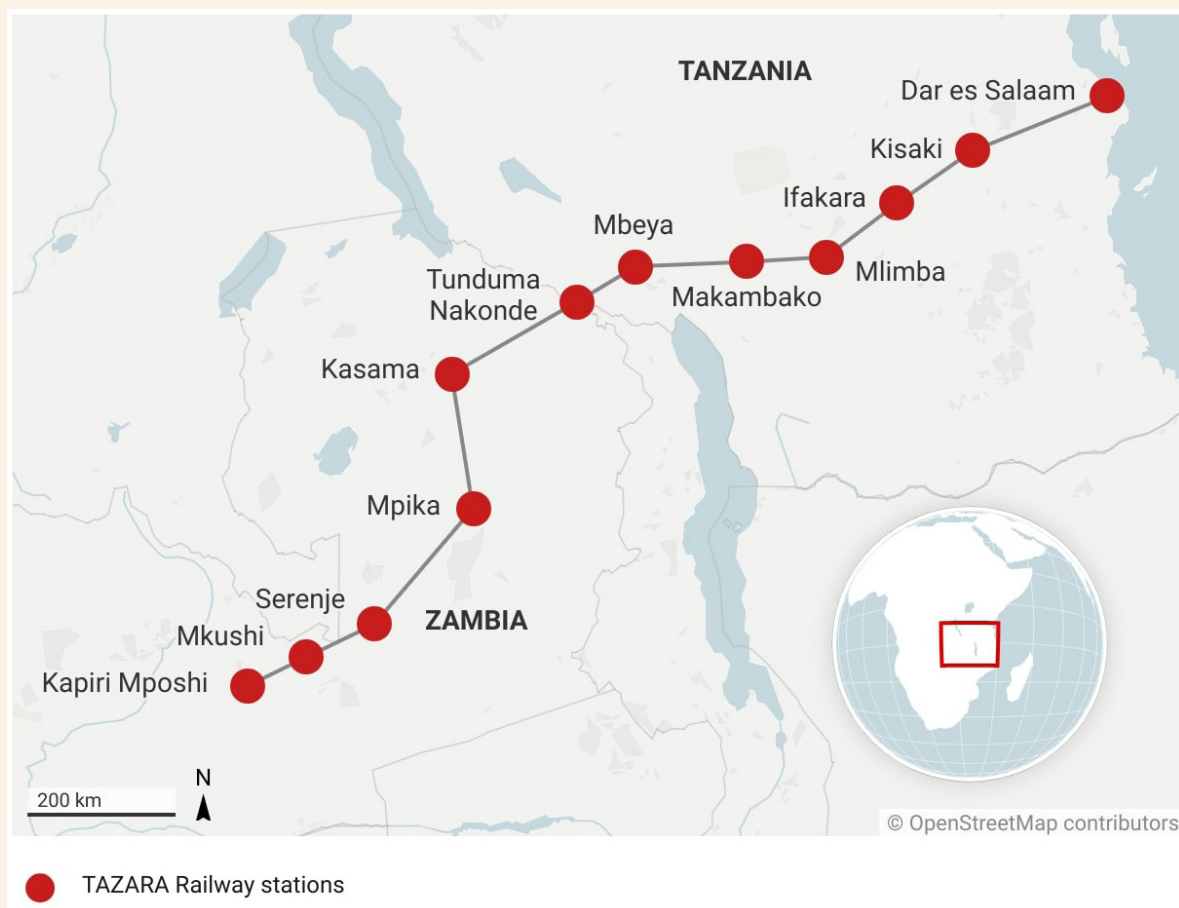 TANZANIA
Dar es Salaam
Kisaki
Ifakara
Mbeya
Mlimba
Tunduma
Nakonde
Makambako
Kasama
Mpika
Serenje
ZAMBIA
Mkushi
Kapiri Mposhi
N
200 km
© OpenStreetMap contributors
TAZARA Railway stations